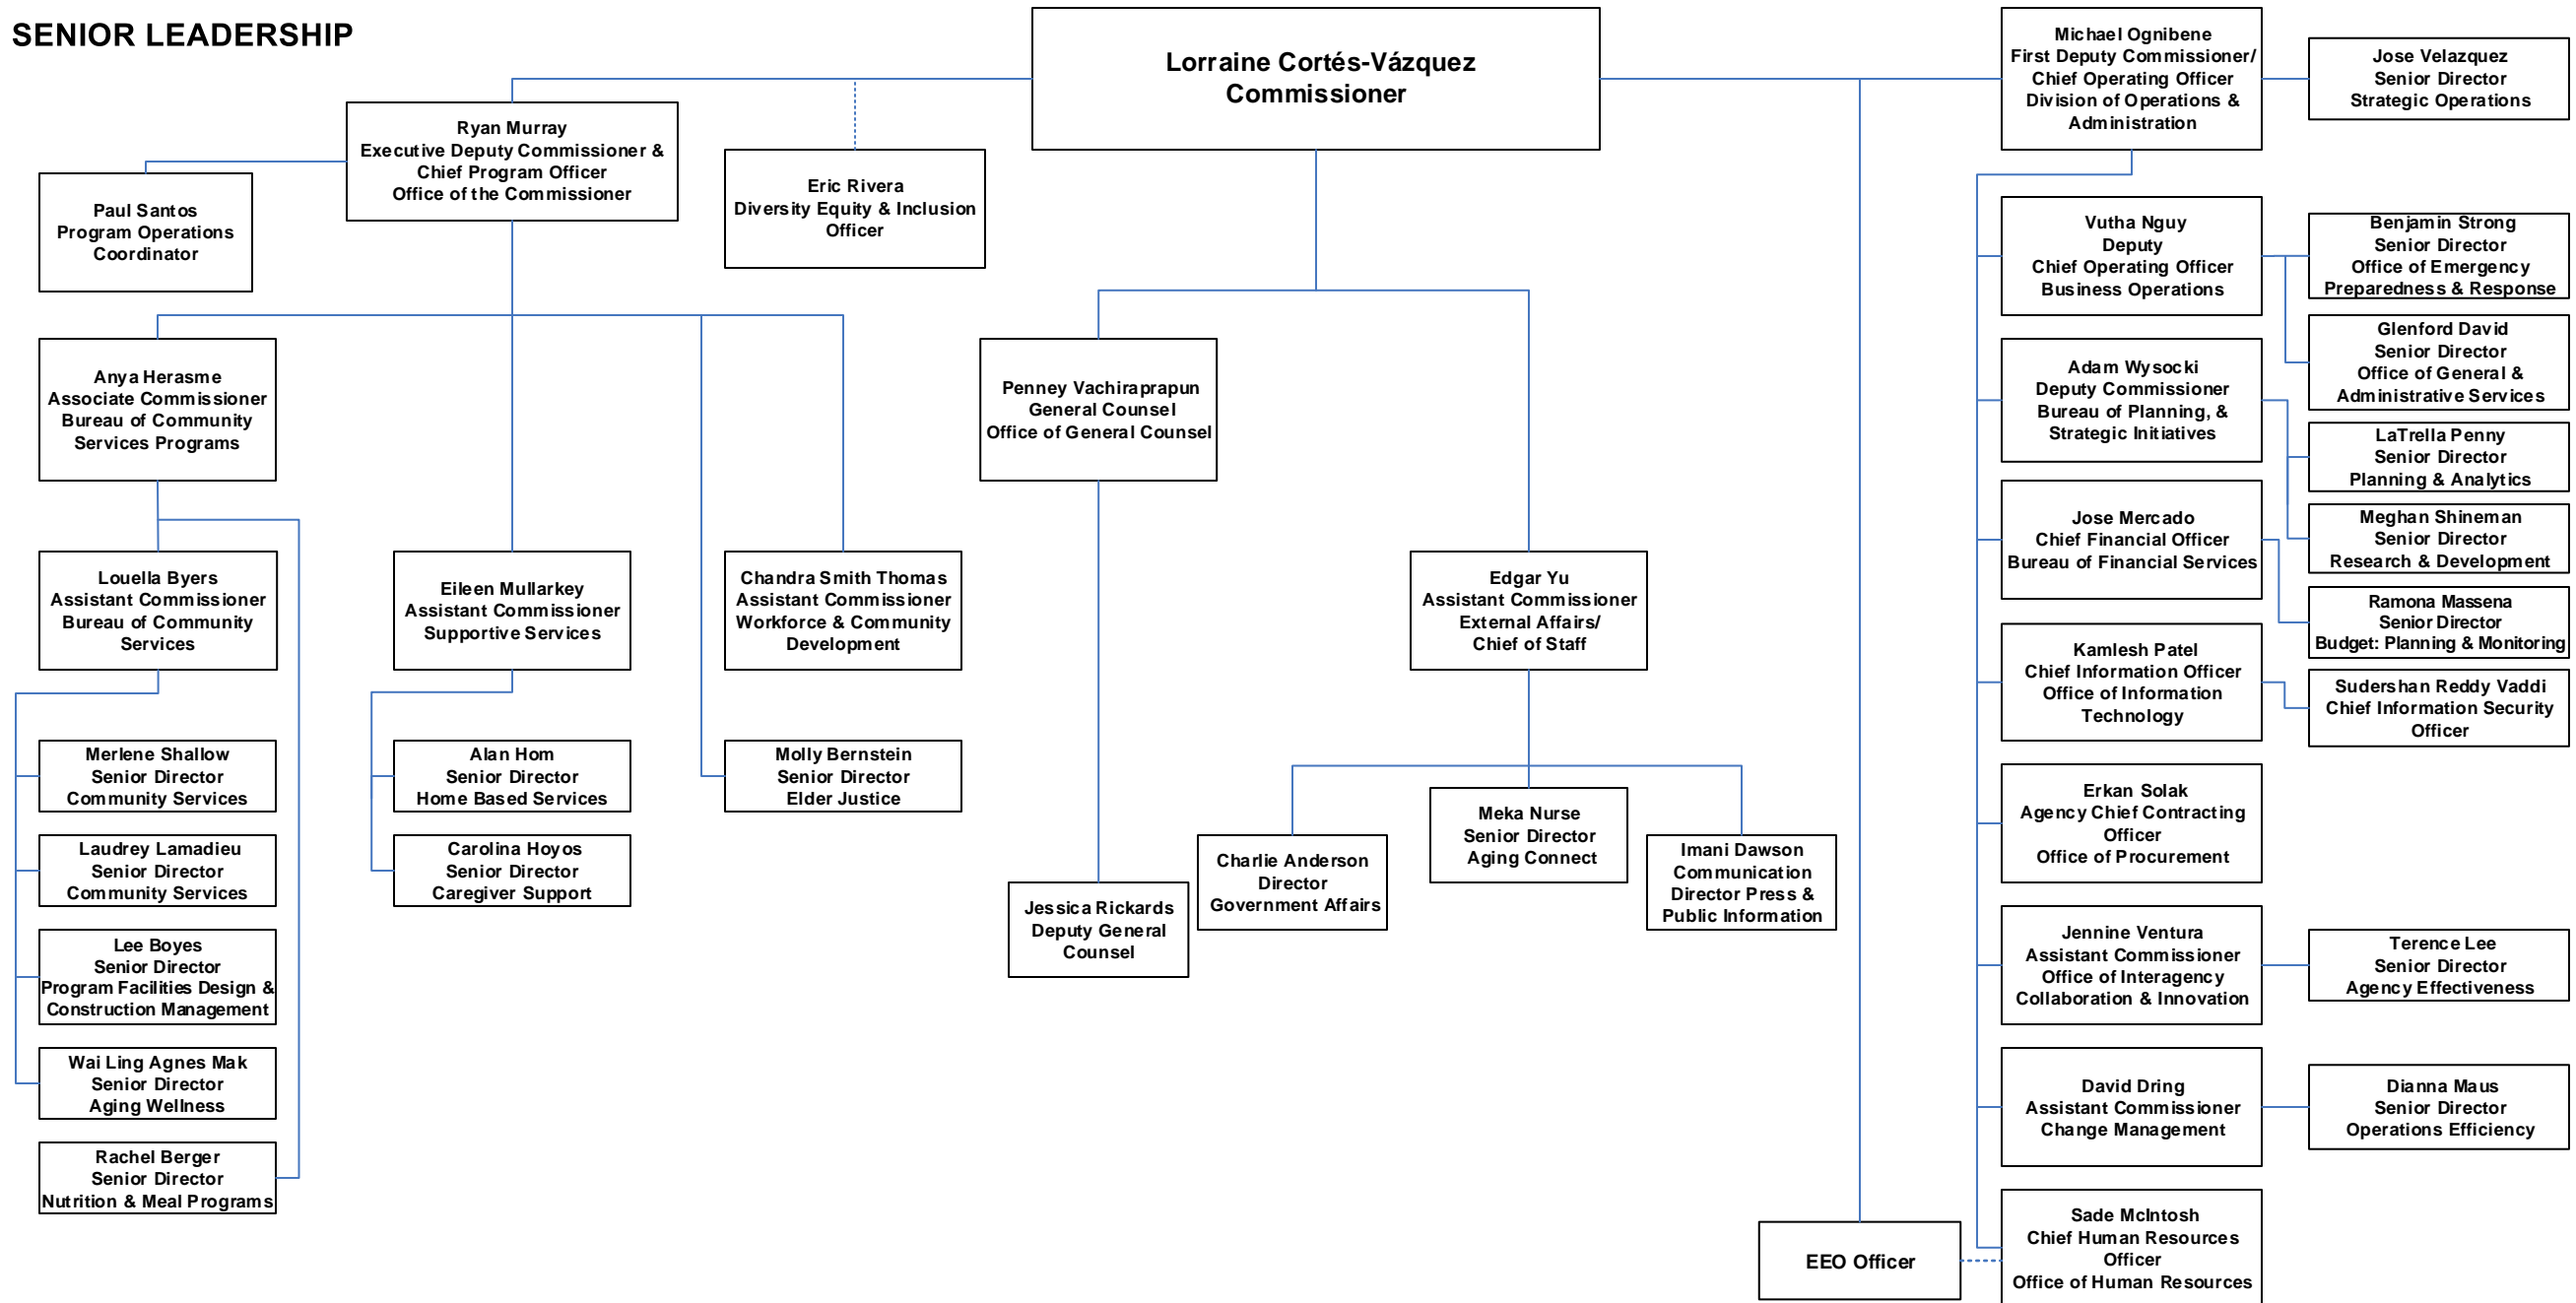 SENIOR LEADERSHIP
Lorraine Cortés-Vázquez
Commissioner
Michael Ognibene
First Deputy Commissioner/
Chief Operating Officer
Division of Operations &
Administration
Jose Velazquez
Senior Director
Strategic Operations
Ryan Murray
Executive Deputy Commissioner &
Chief Program Officer
Office of the Commissioner
Eric Rivera
Diversity Equity & Inclusion
Officer
Paul Santos
Program Operations
Coordinator
Anya Herasme
Associate Commissioner
Bureau of Community
Services Programs
Louella Byers
Assistant Commissioner
Bureau of Community
Services
Merlene Shallow
Senior Director
Community Services
Laudrey Lamadieu
Senior Director
Community Services
Lee Boyes
Senior Director
Program Facilities Design &
Construction Management
Wai Ling Agnes Mak
Senior Director
Aging Wellness
Rachel Berger
Senior Director
Nutrition & Meal Programs
Eileen Mullarkey
Assistant Commissioner
Supportive Services
Alan Hom
Senior Director
Home Based Services
Carolina Hoyos
Senior Director
Caregiver Support
Chandra Smith Thomas
Assistant Commissioner
Workforce & Community
Development
Molly Bernstein
Senior Director
Elder Justice
Penney Vachiraprapun
General Counsel
Office of General Counsel
Jessica Rickards
Deputy General
Counsel
Edgar Yu
Assistant Commissioner
External Affairs/
Chief of Staff
Charlie Anderson
Director
Government Affairs
Meka Nurse
Senior Director
Aging Connect
Imani Dawson
Communication
Director Press &
Public Information
Vutha Nguy
Deputy
Chief Operating Officer
Business Operations
Benjamin Strong
Senior Director
Office of Emergency
Preparedness & Response
Glenford David
Senior Director
Office of General &
Administrative Services
Adam Wysocki
Deputy Commissioner
Bureau of Planning, &
Strategic Initiatives
LaTrella Penny
Senior Director
Planning & Analytics
Meghan Shineman
Senior Director
Research & Development
Jose Mercado
Chief Financial Officer
Bureau of Financial Services
Ramona Massena
Senior Director
Budget: Planning & Monitoring
Kamlesh Patel
Chief Information Officer
Office of Information
Technology
Sudershan Reddy Vaddi
Chief Information Security
Officer
Erkan Solak
Agency Chief Contracting
Officer
Office of Procurement
Jennine Ventura
Assistant Commissioner
Office of Interagency
Collaboration & Innovation
Terence Lee
Senior Director
Agency Effectiveness
David Dring
Assistant Commissioner
Change Management
Dianna Maus
Senior Director
Operations Efficiency
Sade McIntosh
Chief Human Resources
Officer
Office of Human Resources
EEO Officer